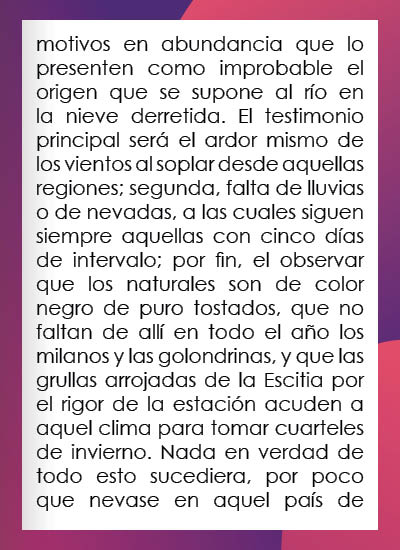 motivos en abundancia que lo
presenten como improbable el
origen que se supone al río en
la nieve derretida. El testimonio
principal será el ardor mismo de
los vientos al soplar desde aquellas
regiones; segunda, falta de lluvias
o de nevadas, a las cuales siguen
siempre aquellas con cinco días
de intervalo; por fin, el observar
que los naturales son de color
negro de puro tostados, que no
faltan de allí en todo el año los
milanos y las golondrinas, y que las
grullas arrojadas de la Escitia por
el rigor de la estación acuden a
aquel clima para tomar cuarteles
de invierno. Nada en verdad de
todo esto sucediera, por poco
que nevase en aquel país de